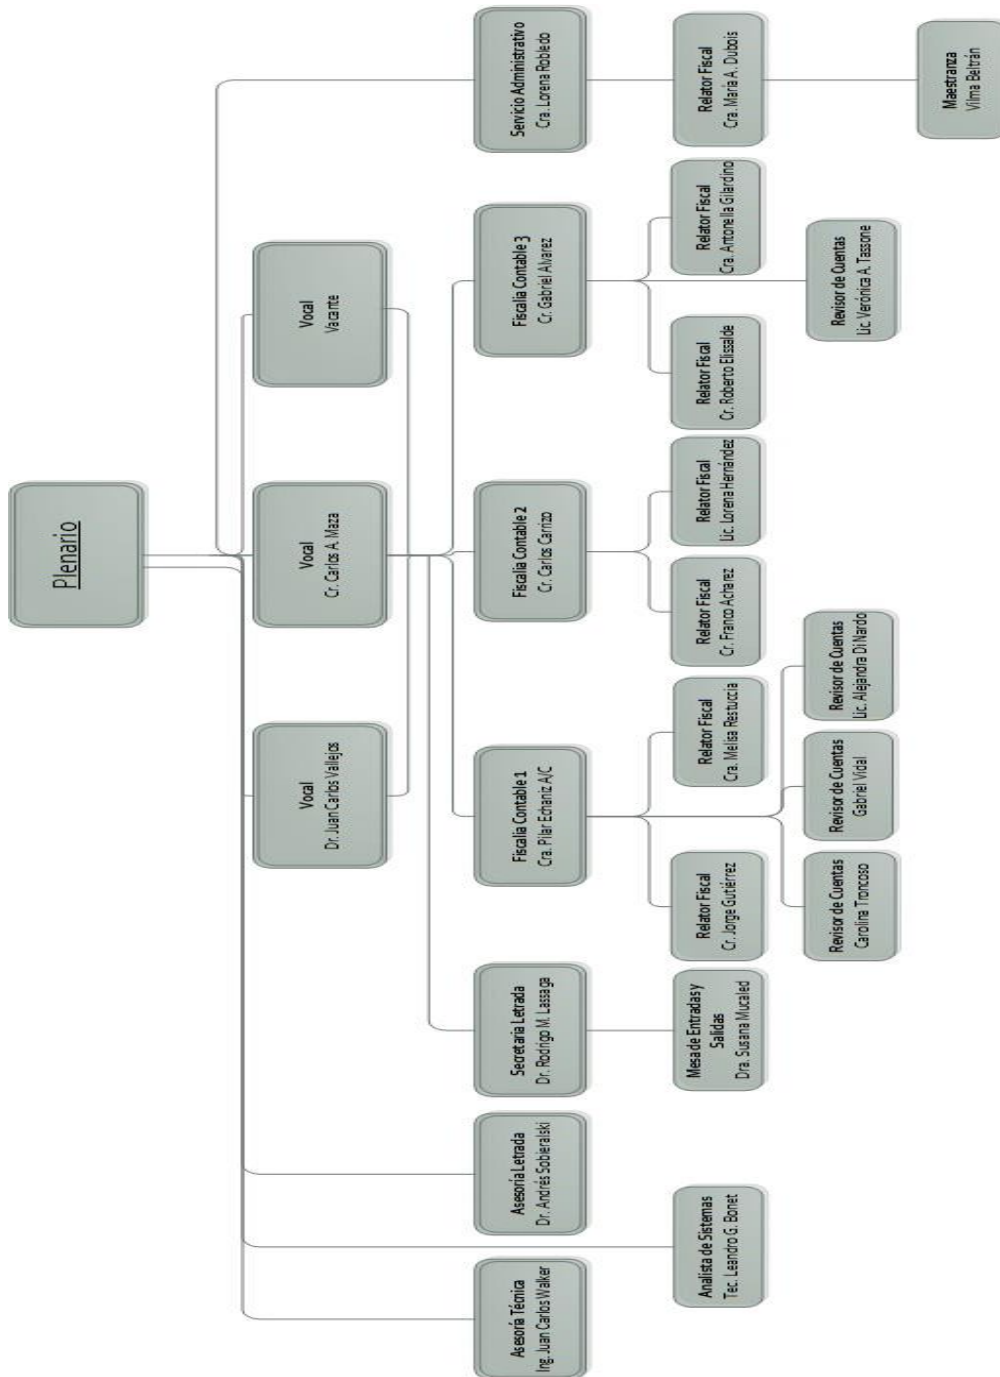 Plenario
Vocal
Dr. Juan Carlos Vallejos
Vocal
Cr. Carlos A. Maza
Vocal
Vacante
Asesoría Técnica
Ing. Juan Carlos Walker
Asesoría Letrada
Dr. Andrés Sobieralski
Secretaria Letrada
Dr. Rodrigo M. Lassaga
Fiscalia Contable 1
Cra. Pilar Echaniz A/C
Fiscalia Contable 2
Cr. Carlos Carrizo
Fiscalia Contable 3
Cr. Gabriel Alvarez
Servicio Administrativo
Cra. Lorena Robledo
Analista de Sistemas
Tec. Leandro G. Bonet
Mesa de Entradas y
Salidas
Dra. Susana Mucaled
Relator Fiscal
Cr. Jorge Gutiérrez
Relator Fiscal
Cra. Melisa Restuccia
Relator Fiscal
Cr. Franco Acharez
Relator Fiscal
Lic. Lorena Hernández
Relator Fiscal
Cr. Roberto Elissalde
Relator Fiscal
Cra. Antonella Gilardino
Relator Fiscal
Cra. María A. Dubois
Revisor de Cuentas
Carolina Troncoso
Revisor de Cuentas
Gabriel Vidal
Revisor de Cuentas
Lic. Alejandra Di Nardo
Revisor de Cuentas
Lic. Verónica A. Tassone
Maestranza
Vilma Beltrán